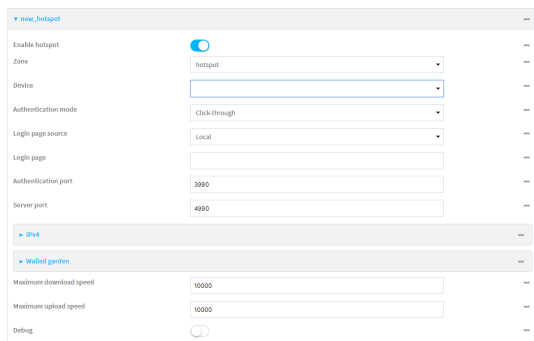 new_hotspot
Enable hotspot
Zone hotspot
Device
Authentication mode Click-through
Login page source Local
Login page
Authentication port 3990
Server port 4990
IPv4
Walled garden
Maximum download speed 10000
Maximum upload speed 10000
Debug